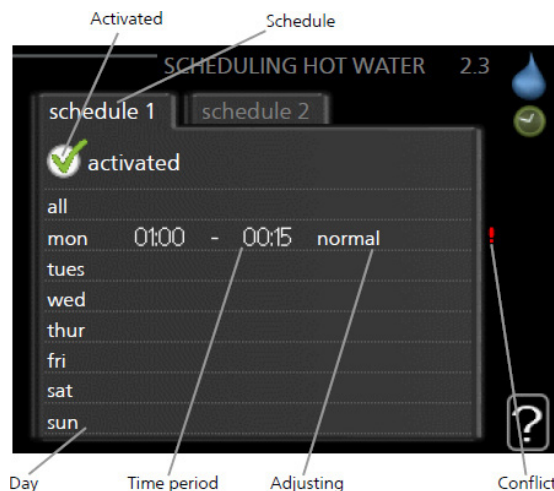 Activated Schedule
SCHEDULING HOT WATER 2.3
schedule 1 schedule 2
activated
all
mon 01:00 - 00:15 normal !
tues
wed
thur
fri
sat
sun
?
Day Time period Adjusting Conflict